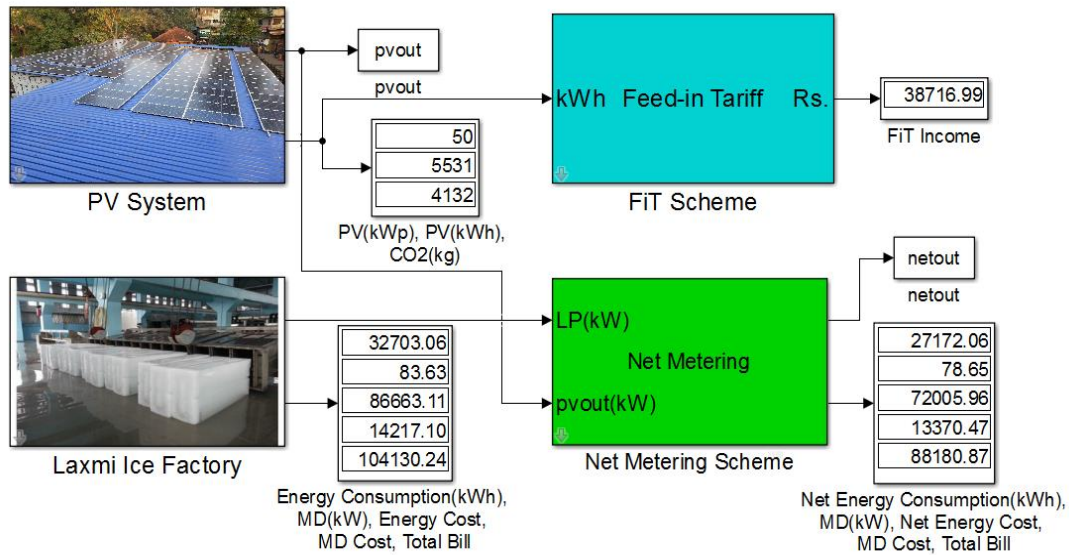 pvout
pvout
kWh Feed-in Tariff Rs.
38716.99
FiT Income
50
5531
4132
PV System
FiT Scheme
PV(kWp), PV(kWh),
CO2(kg)
netout
netout
LP(kW)
Net Metering
pvout(kW)
32703.06
83.63
86663.11
14217.10
104130.24
27172.06
78.65
72005.96
13370.47
88180.87
Laxmi Ice Factory
Net Metering Scheme
Energy Consumption(kWh),
MD(kW), Energy Cost,
MD Cost, Total Bill
Net Energy Consumption(kWh),
MD(kW), Net Energy Cost,
MD Cost, Total Bill